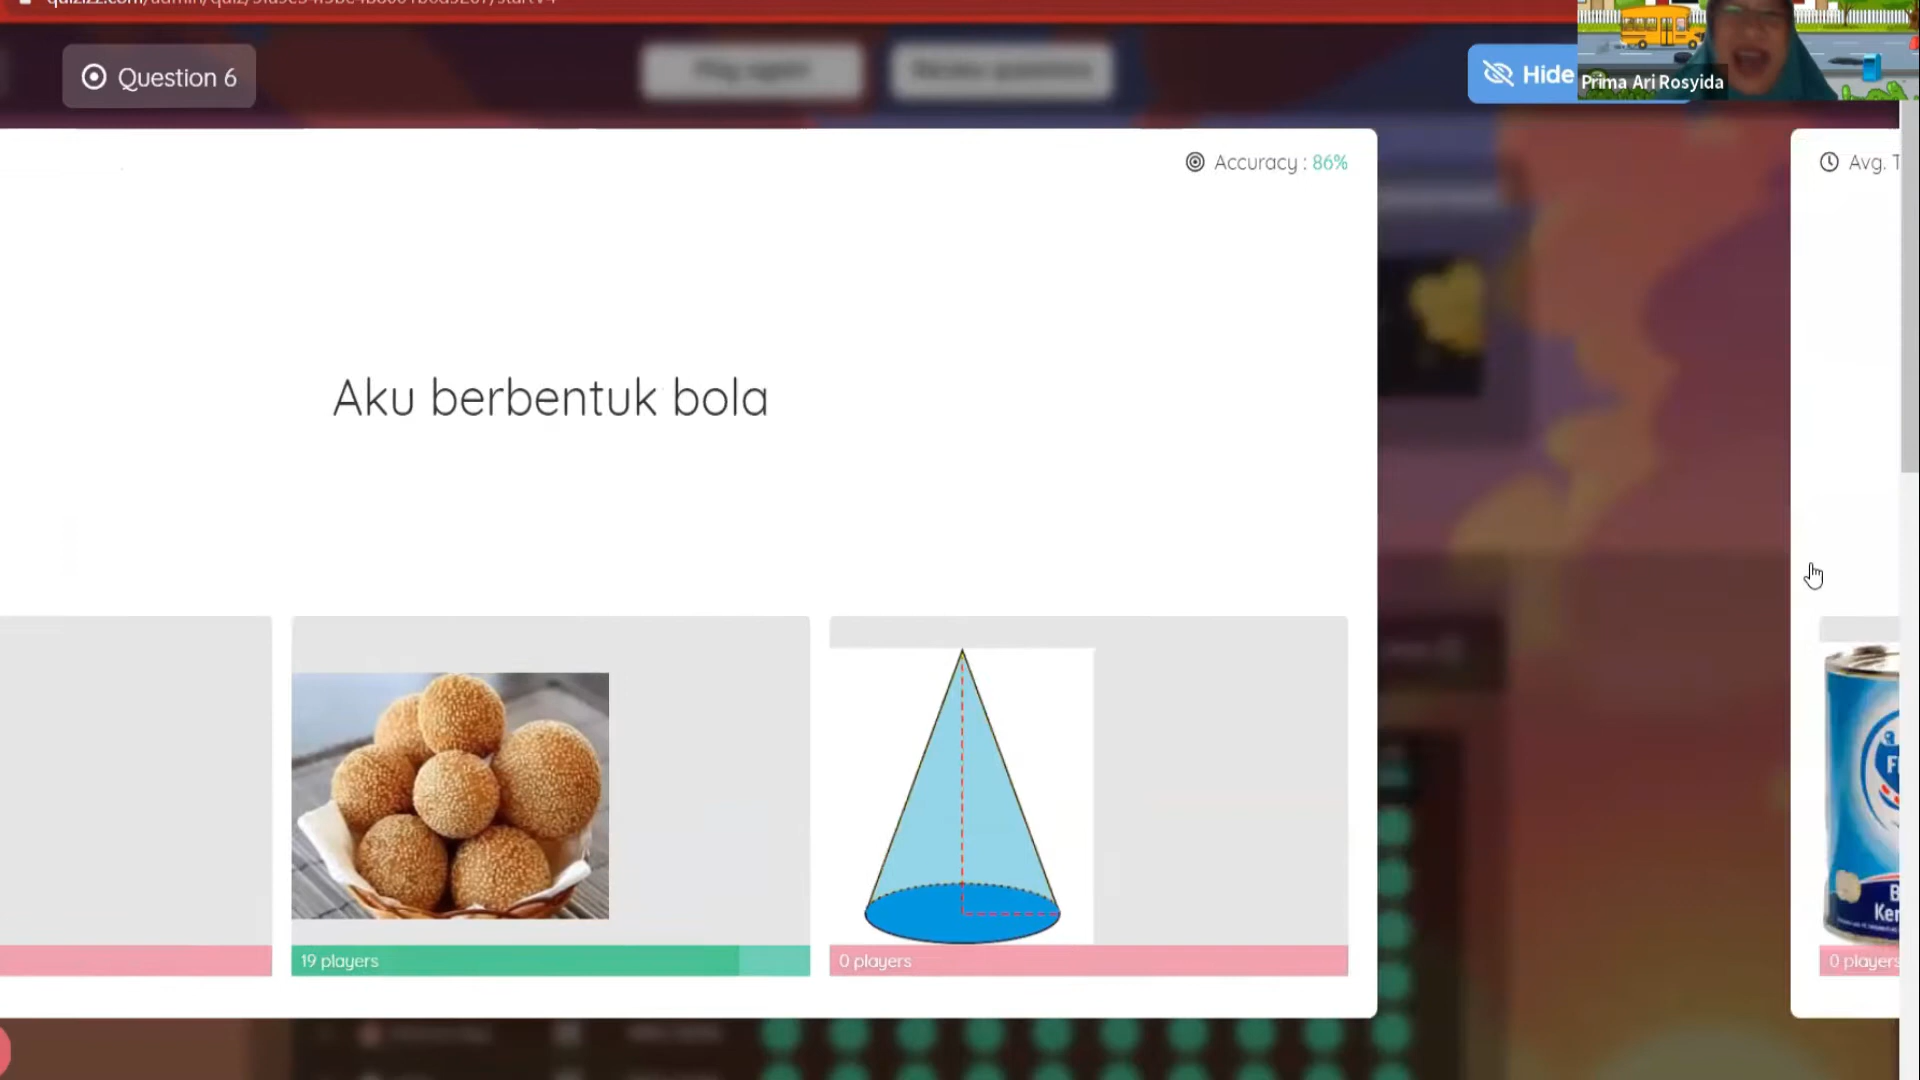 Question 6
Hide
Prima Ari Rosyida
Accuracy : 86%
Avg.
Aku berbentuk bola
19 players
0 players
0 players